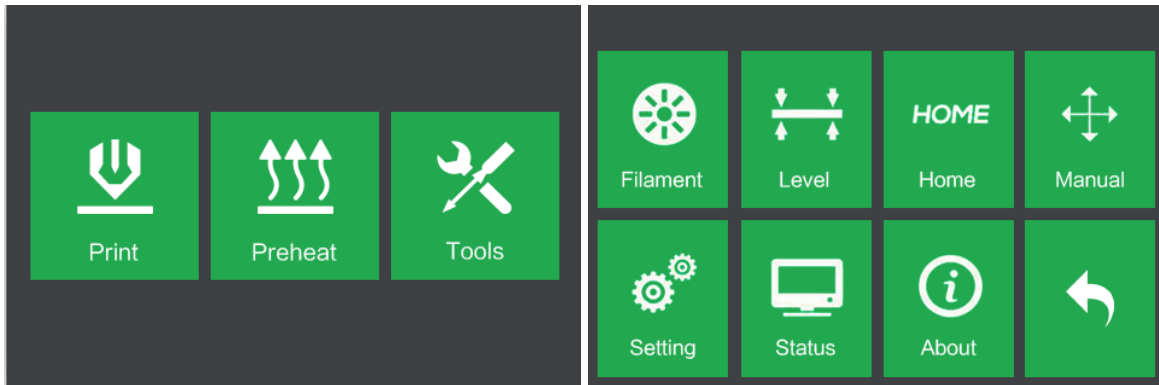 Print
Preheat
Tools
HOME
Filament
Level
Home
Manual
i
Setting
Status
About